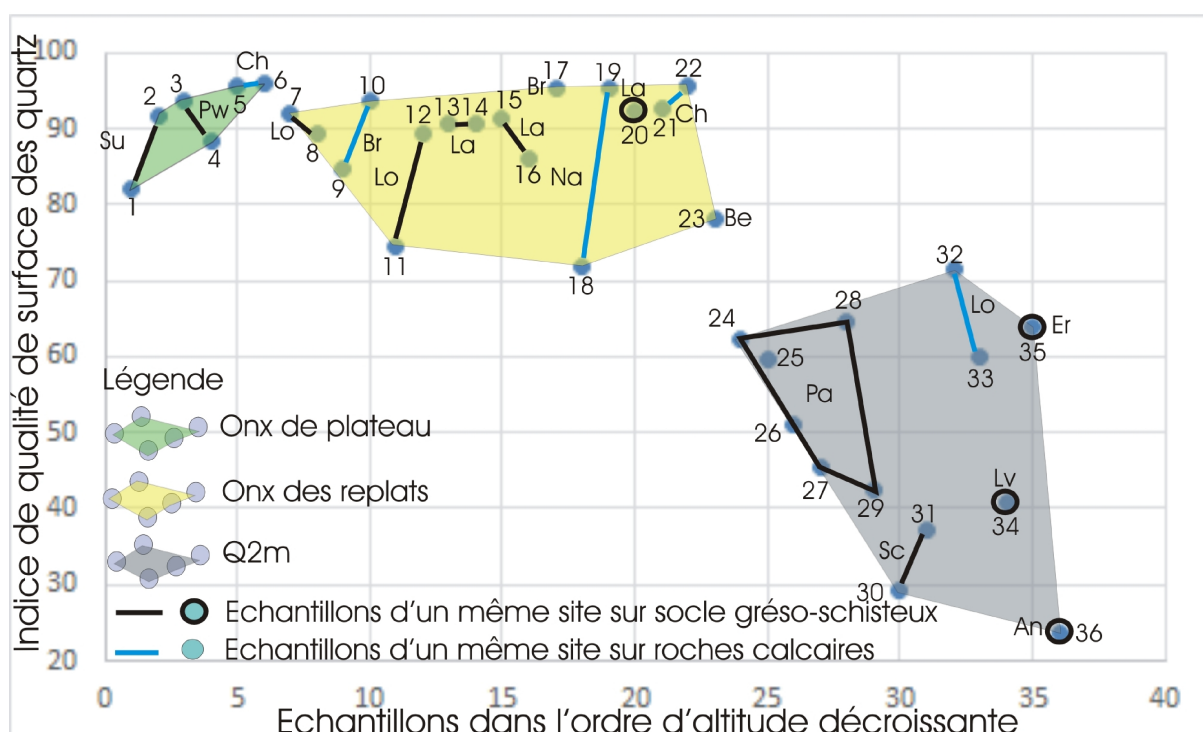 Indice de qualité de surface des quartz
100
90
80
70
60
50
40
30
20
0 5 10 15 20 25 30 35 40
Echantillons dans l'ordre d'altitude décroissante
Su
1
2
3
Pw
4
Ch
5
6
7
Lo
8
9
10
Br
Lo
11
12
13
14
La
15
La
16
Br
17
Na
18
19
La
20
21
Ch
22
23
Be
24
25
26
Pa
27
28
29
Sc
30
31
32
Lo
33
Lv
34
Er
35
An
36
Légende
Onx de plateau
Onx des replats
Q2m
Echantillons d'un même site sur socle gréso-schisteux
Echantillons d'un même site sur roches calcaires